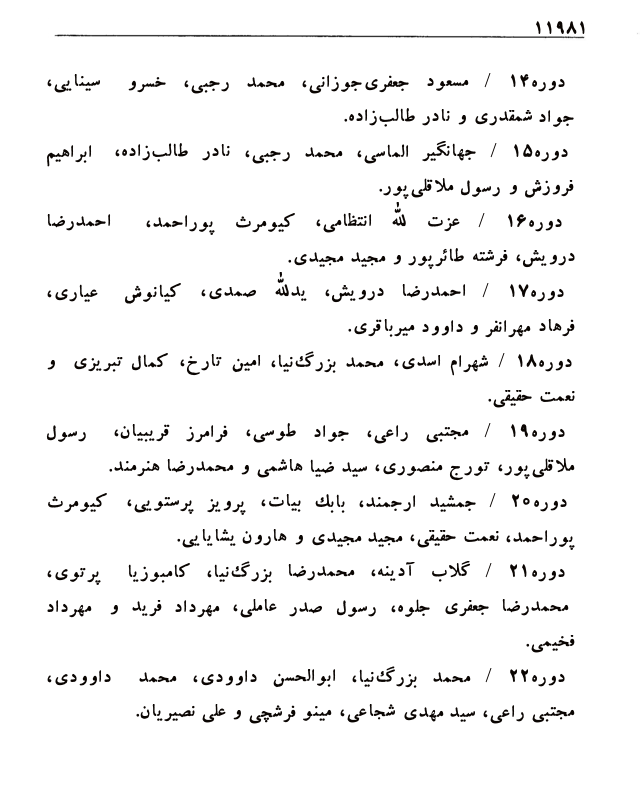 ۱۱۹۸۱
دوره۱۴ / مسعود جعفری‌جوزانی، محمد رجبی، خسرو سینایی،
جواد شمقدری و نادر طالب‌زاده.
دوره۱۵ / جهانگیر الماسی، محمد رجبی، نادر طالب‌زاده، ابراهیم
فروزش و رسول ملاقلی‌پور.
دوره۱۶ / عزت لله انتظامی، کیومرث پوراحمد، احمدرضا
درویش، فرشته طائرپور و مجید مجیدی.
دوره۱۷ / احمدرضا درویش، یدلله صمدی، کیانوش عیاری،
فرهاد مهرانفر و داوود میرباقری.
دوره۱۸ / شهرام اسدی، محمد بزرگ‌نیا، امین تارخ، کمال تبریزی و
نعمت حقیقی.
دوره۱۹ / مجتبی راعی، جواد طوسی، فرامرز قریبیان، رسول
ملاقلی‌پور، تورج منصوری، سید ضیا هاشمی و محمدرضا هنرمند.
دوره۲۰ / جمشید ارجمند، بابك بیات، پرویز پرستویی، کیومرث
پوراحمد، نعمت حقیقی، مجید مجیدی و هارون یشایایی.
دوره۲۱ / گلاب آدینه، محمدرضا بزرگ‌نیا، کامبوزیا پرتوی،
محمدرضا جعفری جلوه، رسول صدر عاملی، مهرداد فرید و مهرداد
فخیمی.
دوره۲۲ / محمد بزرگ‌نیا، ابوالحسن داوودی، محمد داوودی،
مجتبی راعی، سید مهدی شجاعی، مینو فرشچی و علی نصیریان.